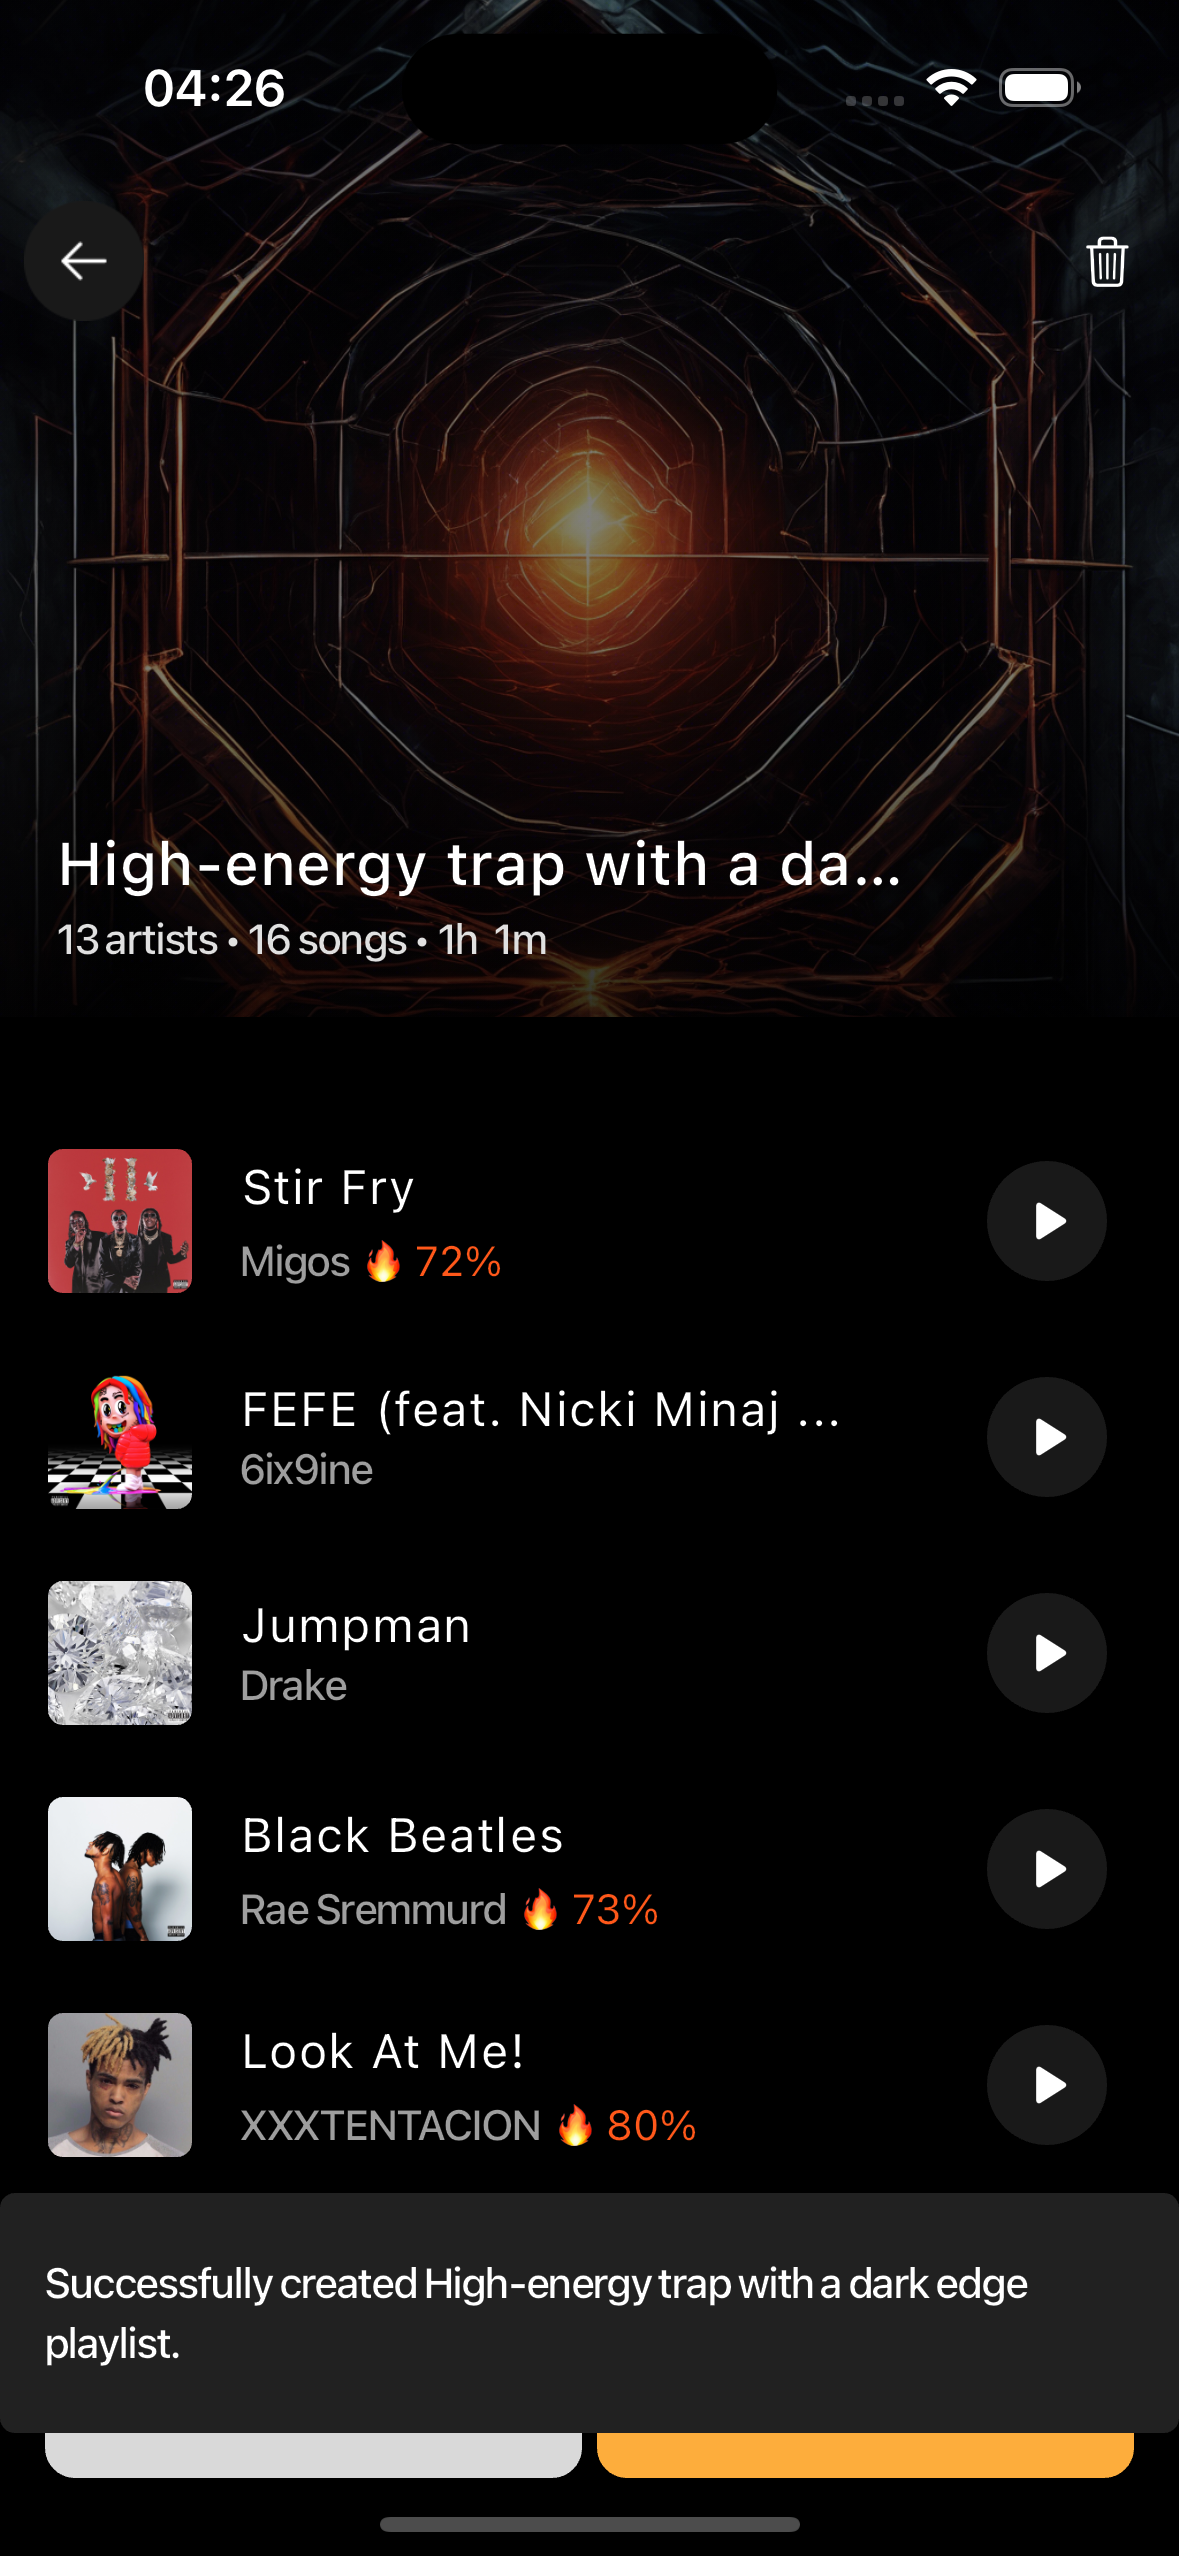 04:26
High-energy trap with a da...
13 artists • 16 songs • 1h 1m
Stir Fry
Migos 🔥 72%
FEFE (feat. Nicki Minaj ...
6ix9ine
Jumpman
Drake
Black Beatles
Rae Sremmurd 🔥 73%
Look At Me!
XXXTENTACION 🔥 80%
Successfully created High-energy trap with a dark edge
playlist.